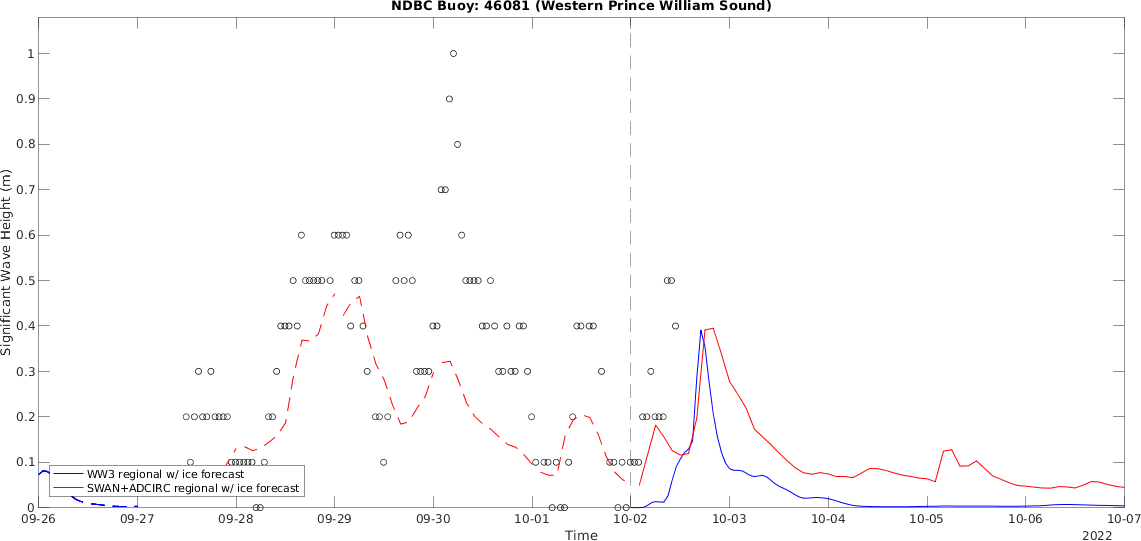 NDBC Buoy: 46081 (Western Prince William Sound)
Significant Wave Height (m)
1
0.9
0.8
0.7
0.6
0.5
0.4
0.3
0.2
0.1
0
WW3 regional w/ ice forecast
SWAN+ADCIRC regional w/ ice forecast
09-26 09-27 09-28 09-29 09-30 10-01 10-02 10-03 10-04 10-05 10-06 10-07
Time
2022